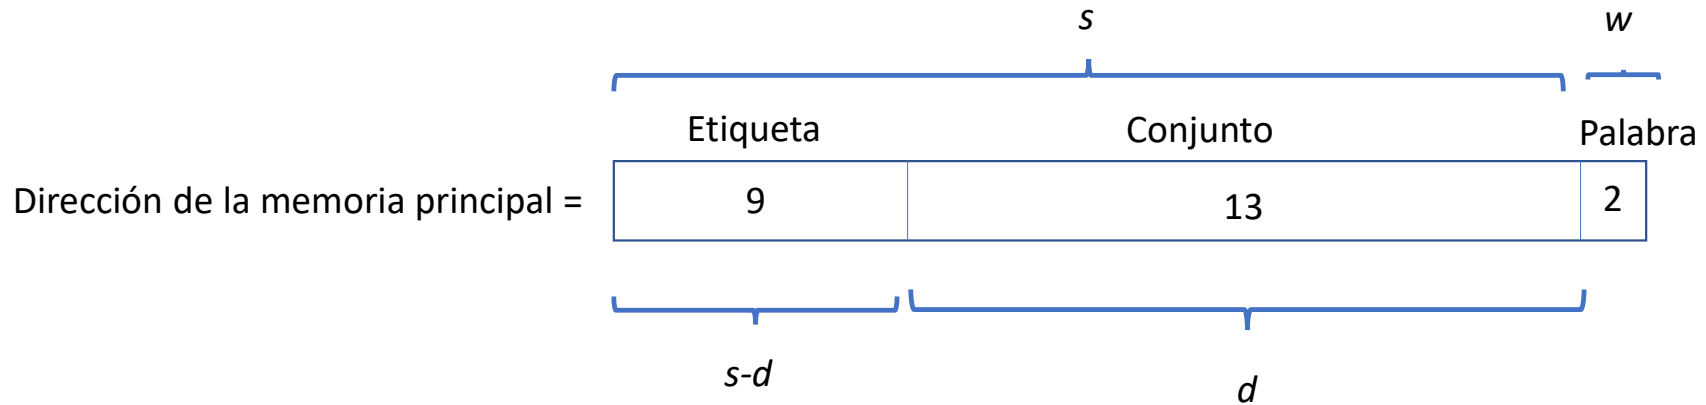 s w
Etiqueta Conjunto Palabra
Dirección de la memoria principal = 9 13 2
s-d d